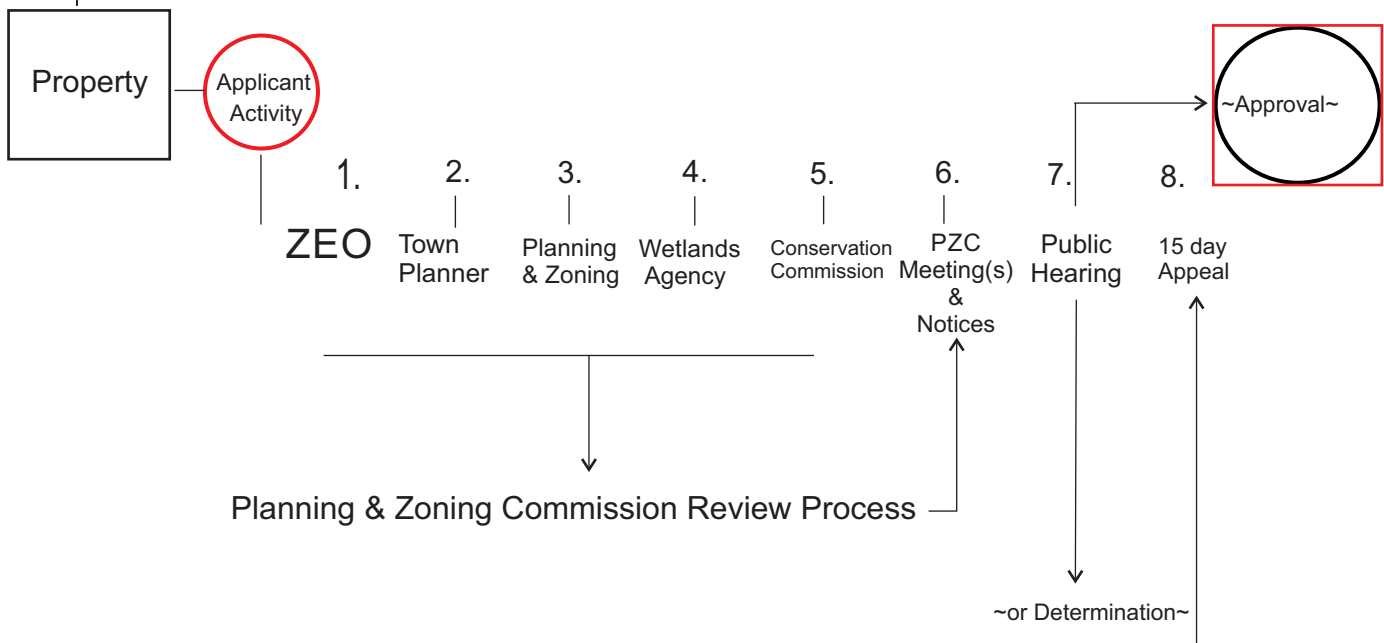 Property
Applicant
Activity
~Approval~
1.
2.
3.
4.
5.
6.
7.
8.
ZEO
Town
Planner
Planning
& Zoning
Wetlands
Agency
Conservation
Commission
PZC
Meeting(s)
&
Notices
Public
Hearing
15 day
Appeal
Planning & Zoning Commission Review Process
~or Determination~